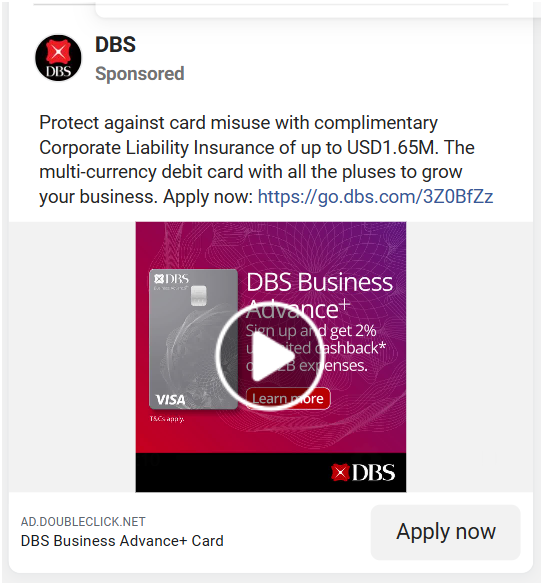 DBS
Sponsored
DBS
Protect against card misuse with complimentary
Corporate Liability Insurance of up to USD1.65M. The
multi-currency debit card with all the pluses to grow
your business. Apply now: https://go.dbs.com/3Z0BfZz
DBS
DBS Business
Advance+
Sign up and get 2%
cashback*
expenses.
Learn more
VISA
T&Cs apply.
DBS
AD.DOUBLECLICK.NET
DBS Business Advance+ Card
Apply now